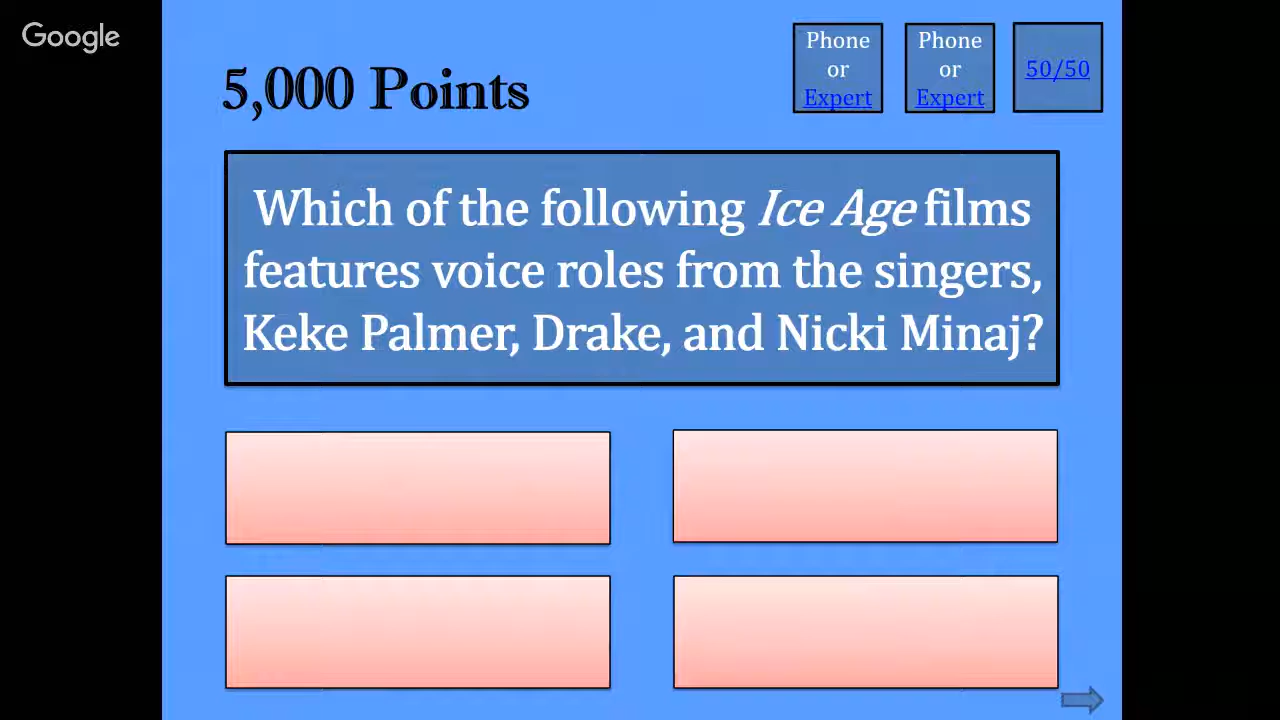 Google
5,000 Points
Phone
or
Expert
Phone
or
Expert
50/50
Which of the following Ice Age films
features voice roles from the singers,
Keke Palmer, Drake, and Nicki Minaj?